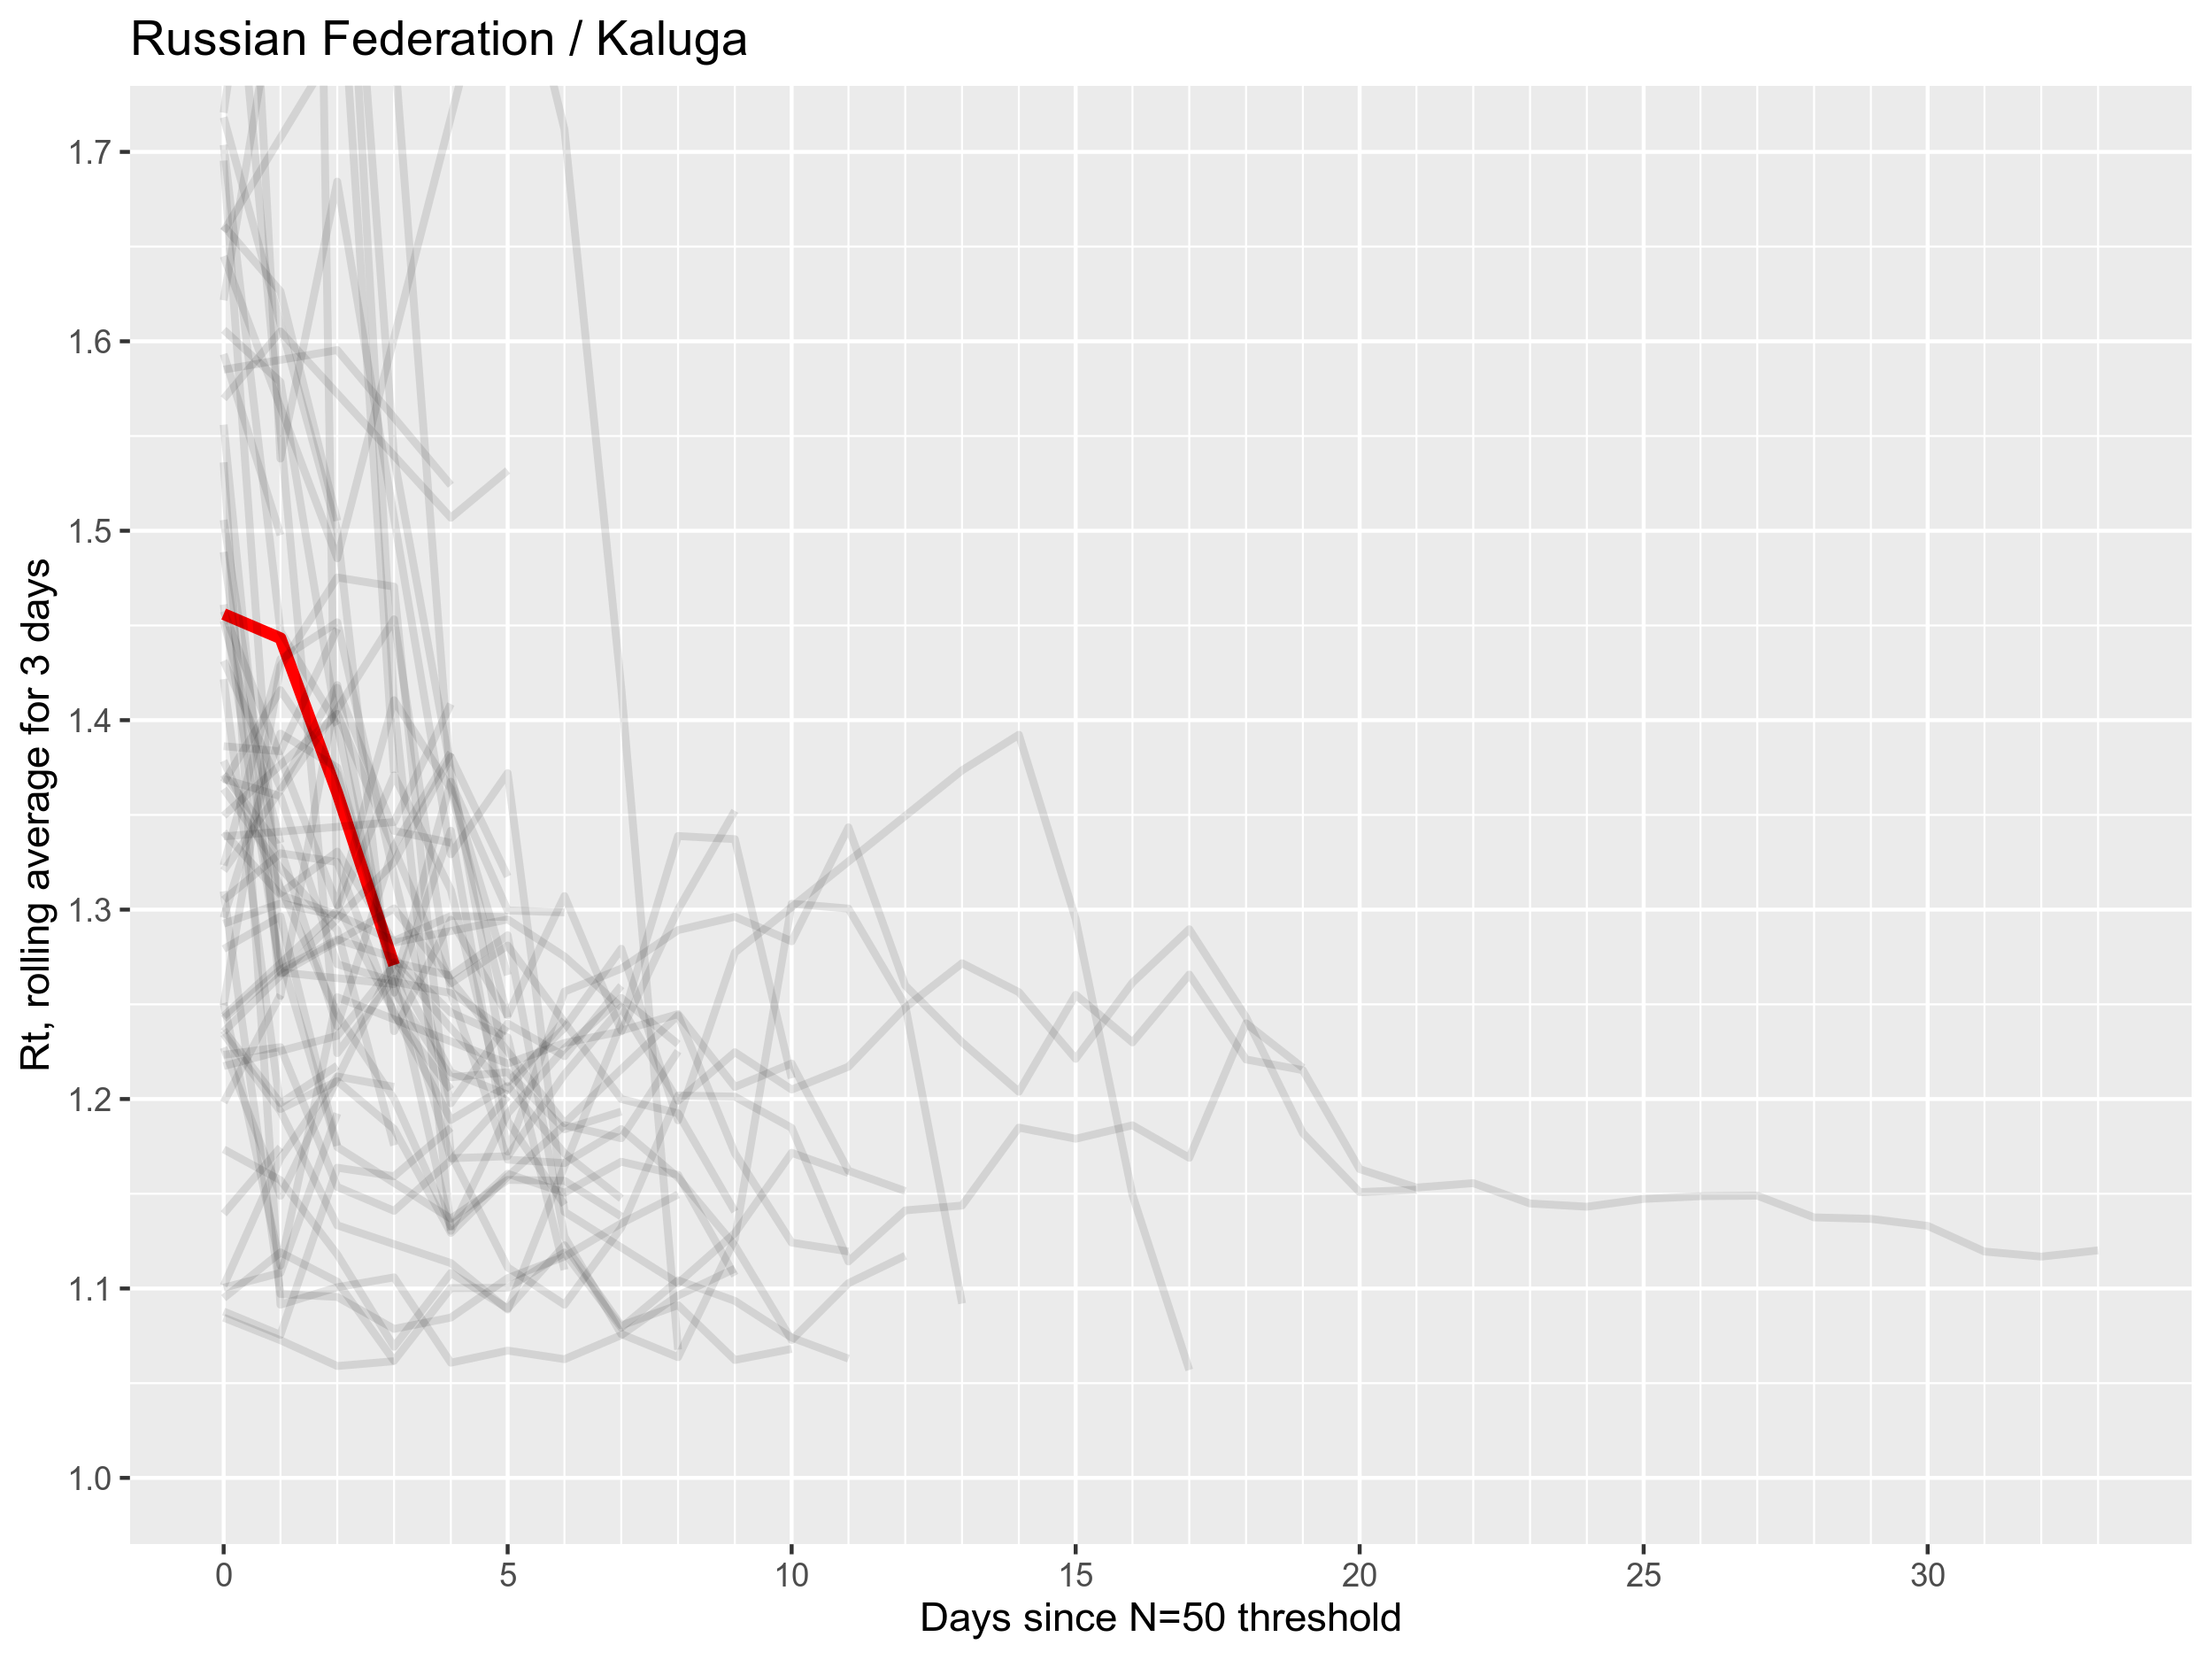 Russian Federation / Kaluga
Rt, rolling average for 3 days
1.7
1.6
1.5
1.4
1.3
1.2
1.1
1.0
0 5 10 15 20 25 30
Days since N=50 threshold